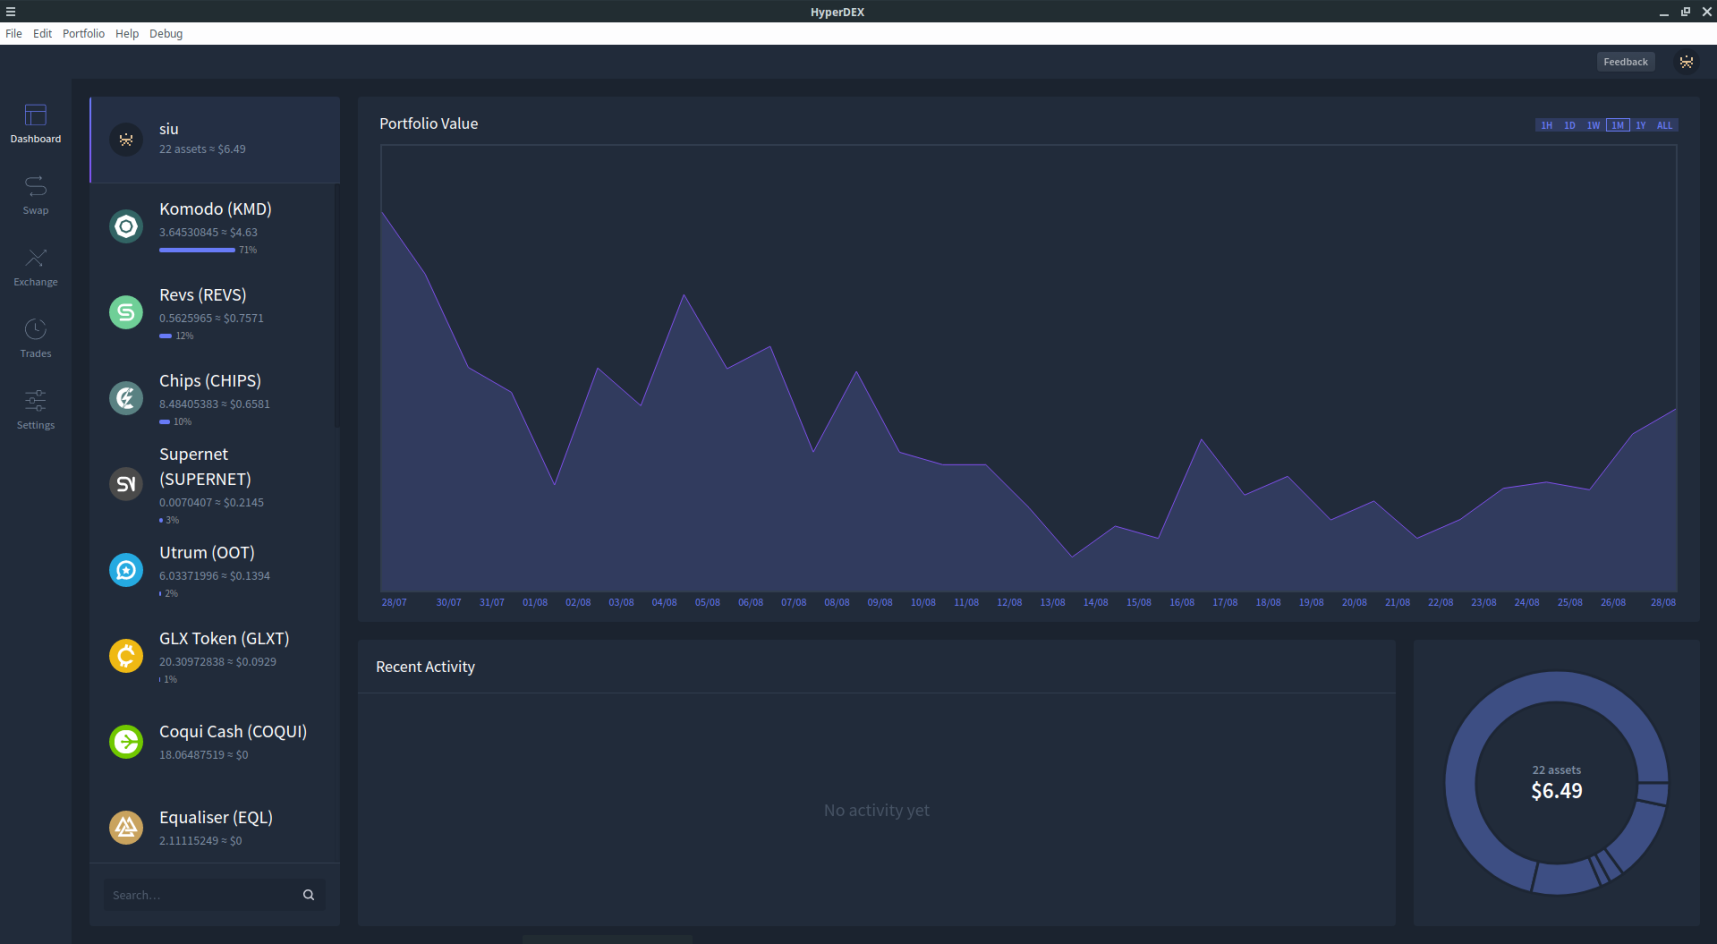 HyperDEX
File Edit Portfolio Help Debug
Feedback
Dashboard
Swap
Exchange
Trades
Settings
siu
22 assets ≈ $6.49
Komodo (KMD)
3.64530845 ≈ $4.63
71%
Revs (REVS)
0.5625965 ≈ $0.7571
12%
Chips (CHIPS)
8.48405383 ≈ $0.6581
10%
Supernet
(SUPERNET)
0.0070407 ≈ $0.2145
3%
Utrum (OOT)
6.03371996 ≈ $0.1394
2%
GLX Token (GLXT)
20.30972838 ≈ $0.0929
1%
Coqui Cash (COQUI)
18.06487519 ≈ $0
Equaliser (EQL)
2.11115249 ≈ $0
Search...
Portfolio Value
1H 1D 1W 1M 1Y ALL
28/07 30/07 31/07 01/08 02/08 03/08 04/08 05/08 06/08 07/08 08/08 09/08 10/08 11/08 12/08 13/08 14/08 15/08 16/08 17/08 18/08 19/08 20/08 21/08 22/08 23/08 24/08 25/08 26/08 28/08
Recent Activity
No activity yet
22 assets
$6.49